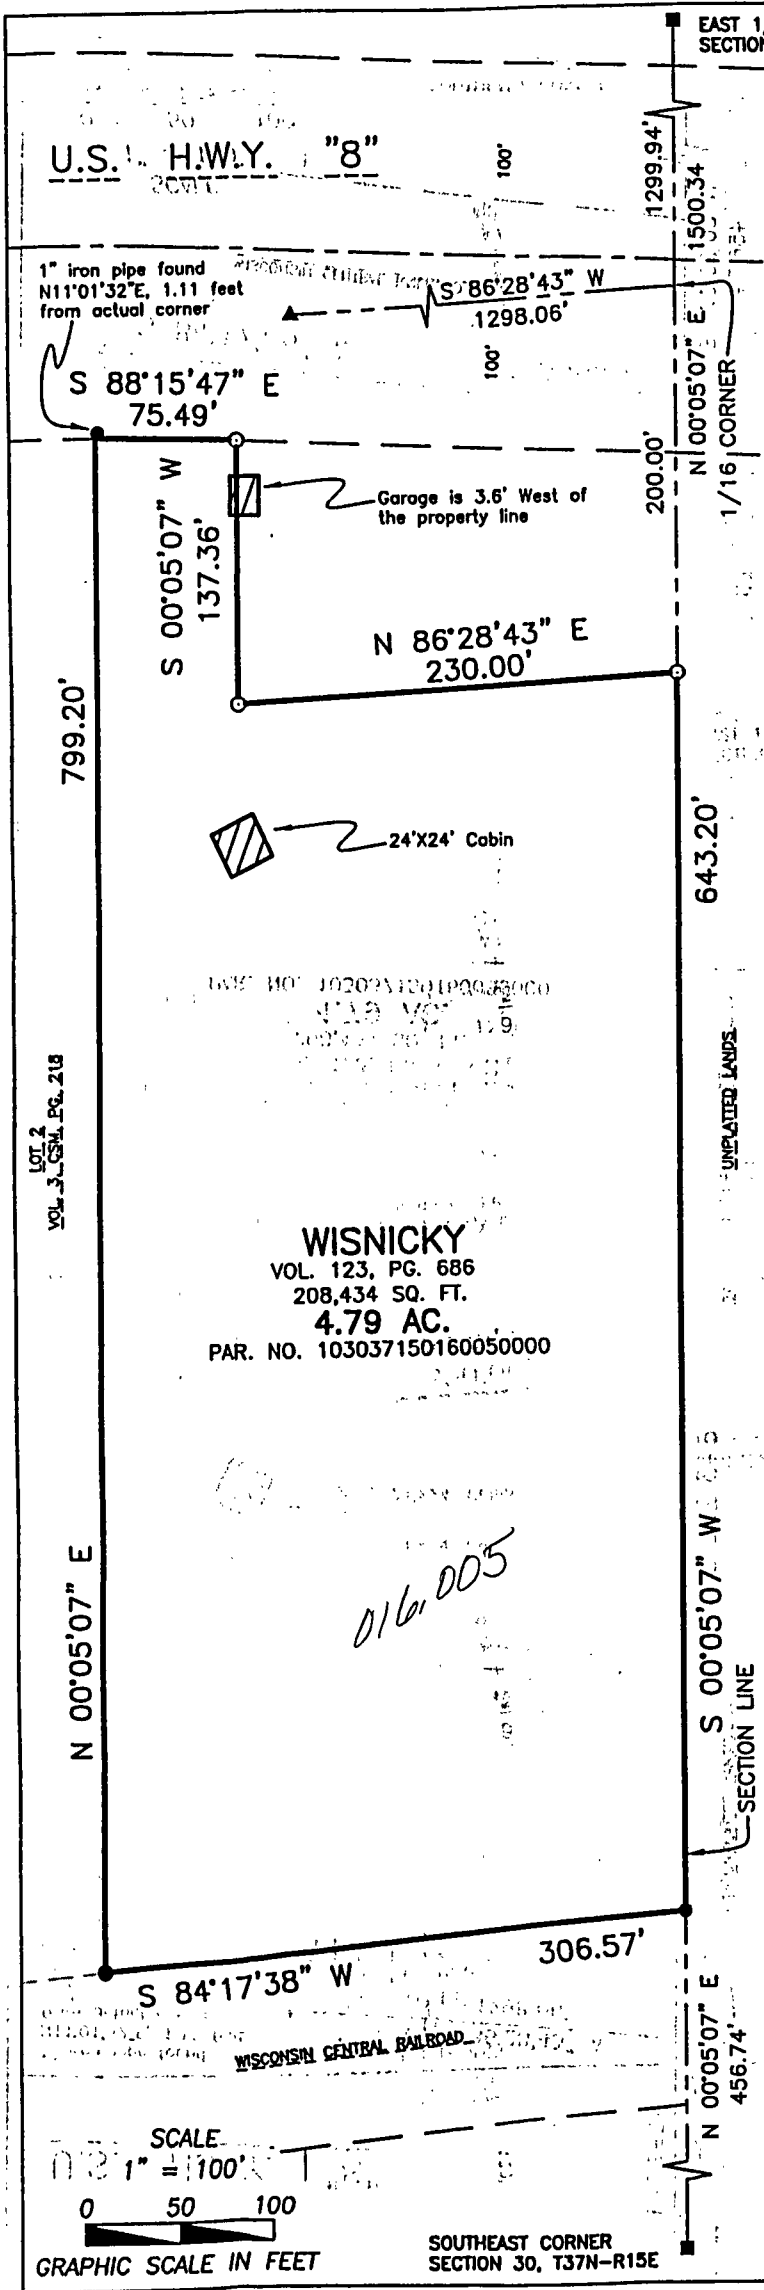 EAST 1
SECTION
U.S. H.W.Y. "8"
100'
1299.94'
N 00°05'07" E 1500.34
1" iron pipe found
N11°01'32"E, 1.11 feet
from actual corner
S 86°28'43" W
1298.06'
100'
S 88°15'47" E
75.49'
1/16 CORNER
200.00'
S 00°05'07" W
137.36'
Garage is 3.6' West of
the property line
N 86°28'43" E
230.00'
799.20'
24'X24' Cabin
643.20'
LOT 2
VOL. 3 CSM, PG. 218
UNPLATTED LANDS
WISNICKY
VOL. 123, PG. 686
208,434 SQ. FT.
4.79 AC.
PAR. NO. 103037150160050000
016.005
N 00°05'07" E
S 00°05'07" W
SECTION LINE
306.57'
S 84°17'38" W
WISCONSIN CENTRAL RAILROAD
N 00°05'07" E
456.74'
SCALE
1" = 100'
0 50 100
GRAPHIC SCALE IN FEET
SOUTHEAST CORNER
SECTION 30, T37N-R15E